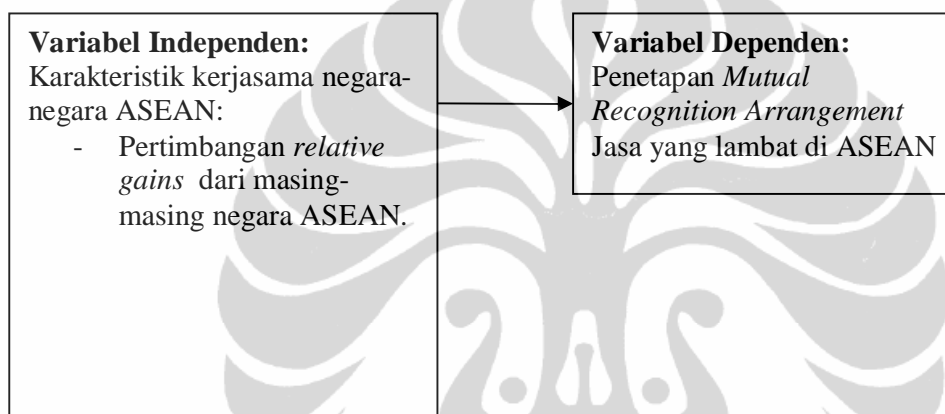 Variabel Independen:
Karakteristik kerjasama negara-
negara ASEAN:
- Pertimbangan relative
gains dari masing-
masing negara ASEAN.
Variabel Dependen:
Penetapan Mutual
Recognition Arrangement
Jasa yang lambat di ASEAN